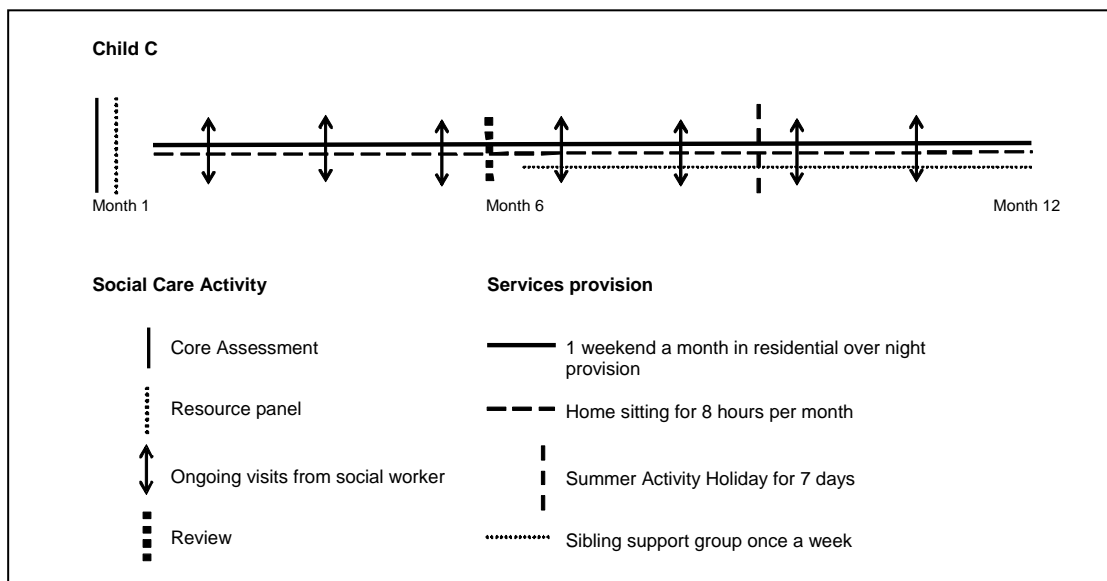 Child C
Month 1
Month 6
Month 12
Social Care Activity
Core Assessment
Resource panel
Ongoing visits from social worker
Review
Services provision
1 weekend a month in residential over night
provision
Home sitting for 8 hours per month
Summer Activity Holiday for 7 days
Sibling support group once a week